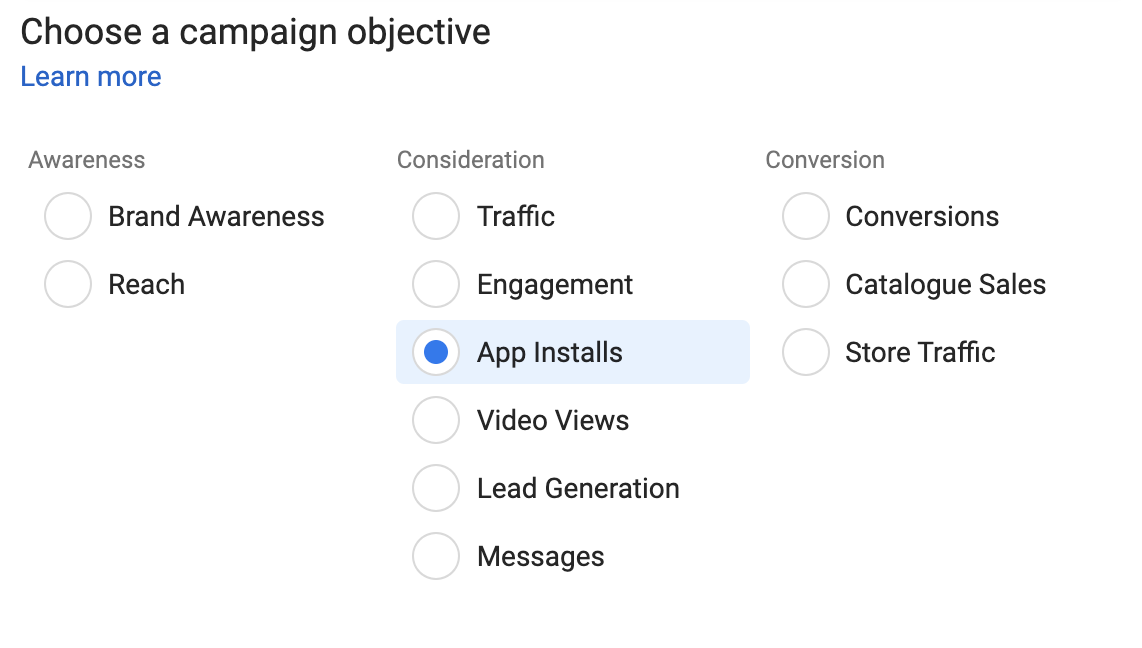 Choose a campaign objective
Learn more
Awareness
Brand Awareness
Reach
Consideration
Traffic
Engagement
App Installs
Video Views
Lead Generation
Messages
Conversion
Conversions
Catalogue Sales
Store Traffic